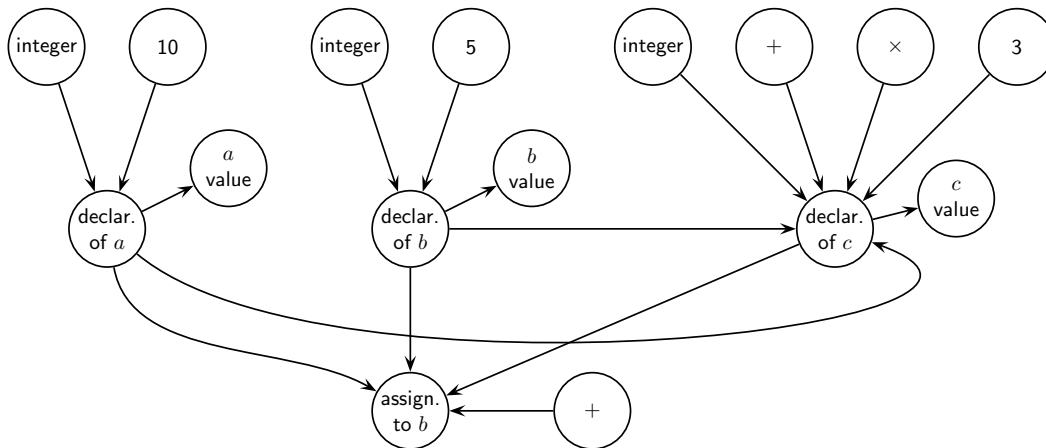 integer
10
integer
5
integer
+
×
3
a
value
b
value
c
value
declar.
of a
declar.
of b
declar.
of c
assign.
to b
+